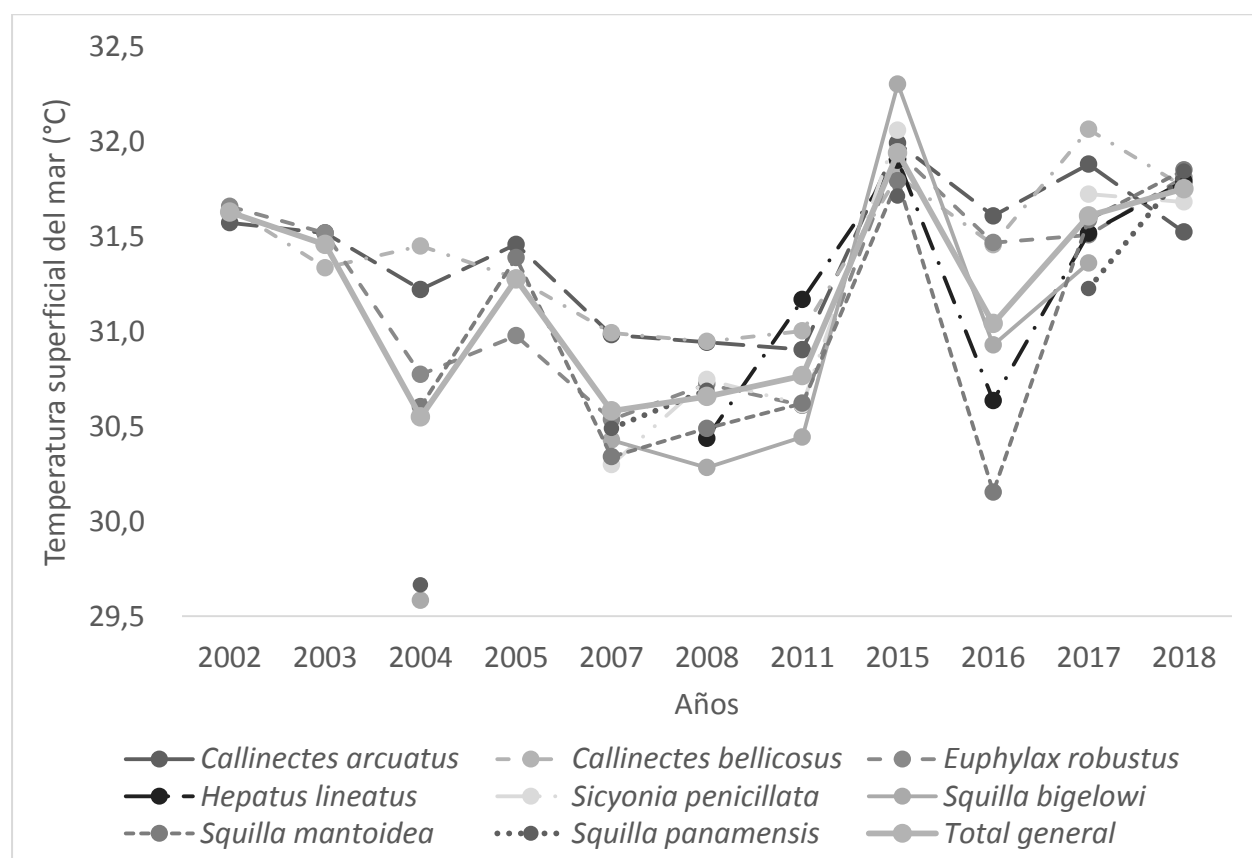 Temperatura superficial del mar (°C)
32,5
32,0
31,5
31,0
30,5
30,0
29,5
2002 2003 2004 2005 2007 2008 2011 2015 2016 2017 2018
Años
Callinectes arcuatus Callinectes bellicosus Euphylax robustus
Hepatus lineatus Sicyonia penicillata Squilla bigelowi
Squilla mantoidea Squilla panamensis Total general